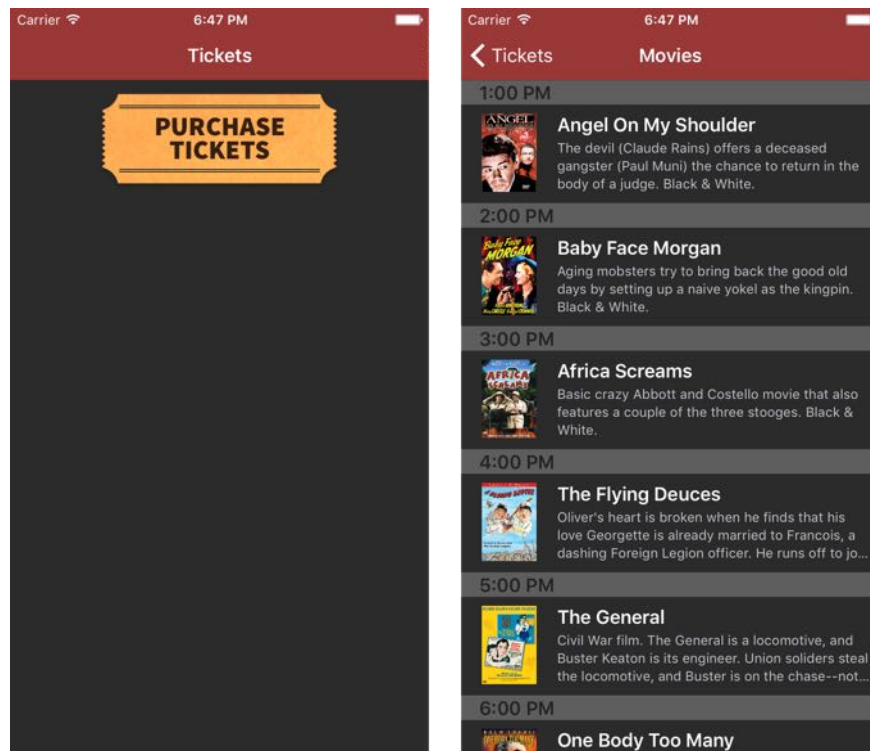 Carrier 6:47 PM
Tickets
PURCHASE
TICKETS
Carrier 6:47 PM
Tickets Movies
1:00 PM
ANGEL
Angel On My Shoulder
The devil (Claude Rains) offers a deceased
gangster (Paul Muni) the chance to return in the
body of a judge. Black & White.
2:00 PM
Baby Face
MORGAN
Baby Face Morgan
Aging mobsters try to bring back the good old
days by setting up a naive yokel as the kingpin.
Black & White.
3:00 PM
AFRICA
SCREAMS
Africa Screams
Basic crazy Abbott and Costello movie that also
features a couple of the three stooges. Black &
White.
4:00 PM
The Flying Deuces
Oliver's heart is broken when he finds that his
love Georgette is already married to Francois, a
dashing Foreign Legion officer. He runs off to jo...
5:00 PM
The General
Civil War film. The General is a locomotive, and
Buster Keaton is its engineer. Union soliders steal
the locomotive, and Buster is on the chase--not...
6:00 PM
One Body Too Many